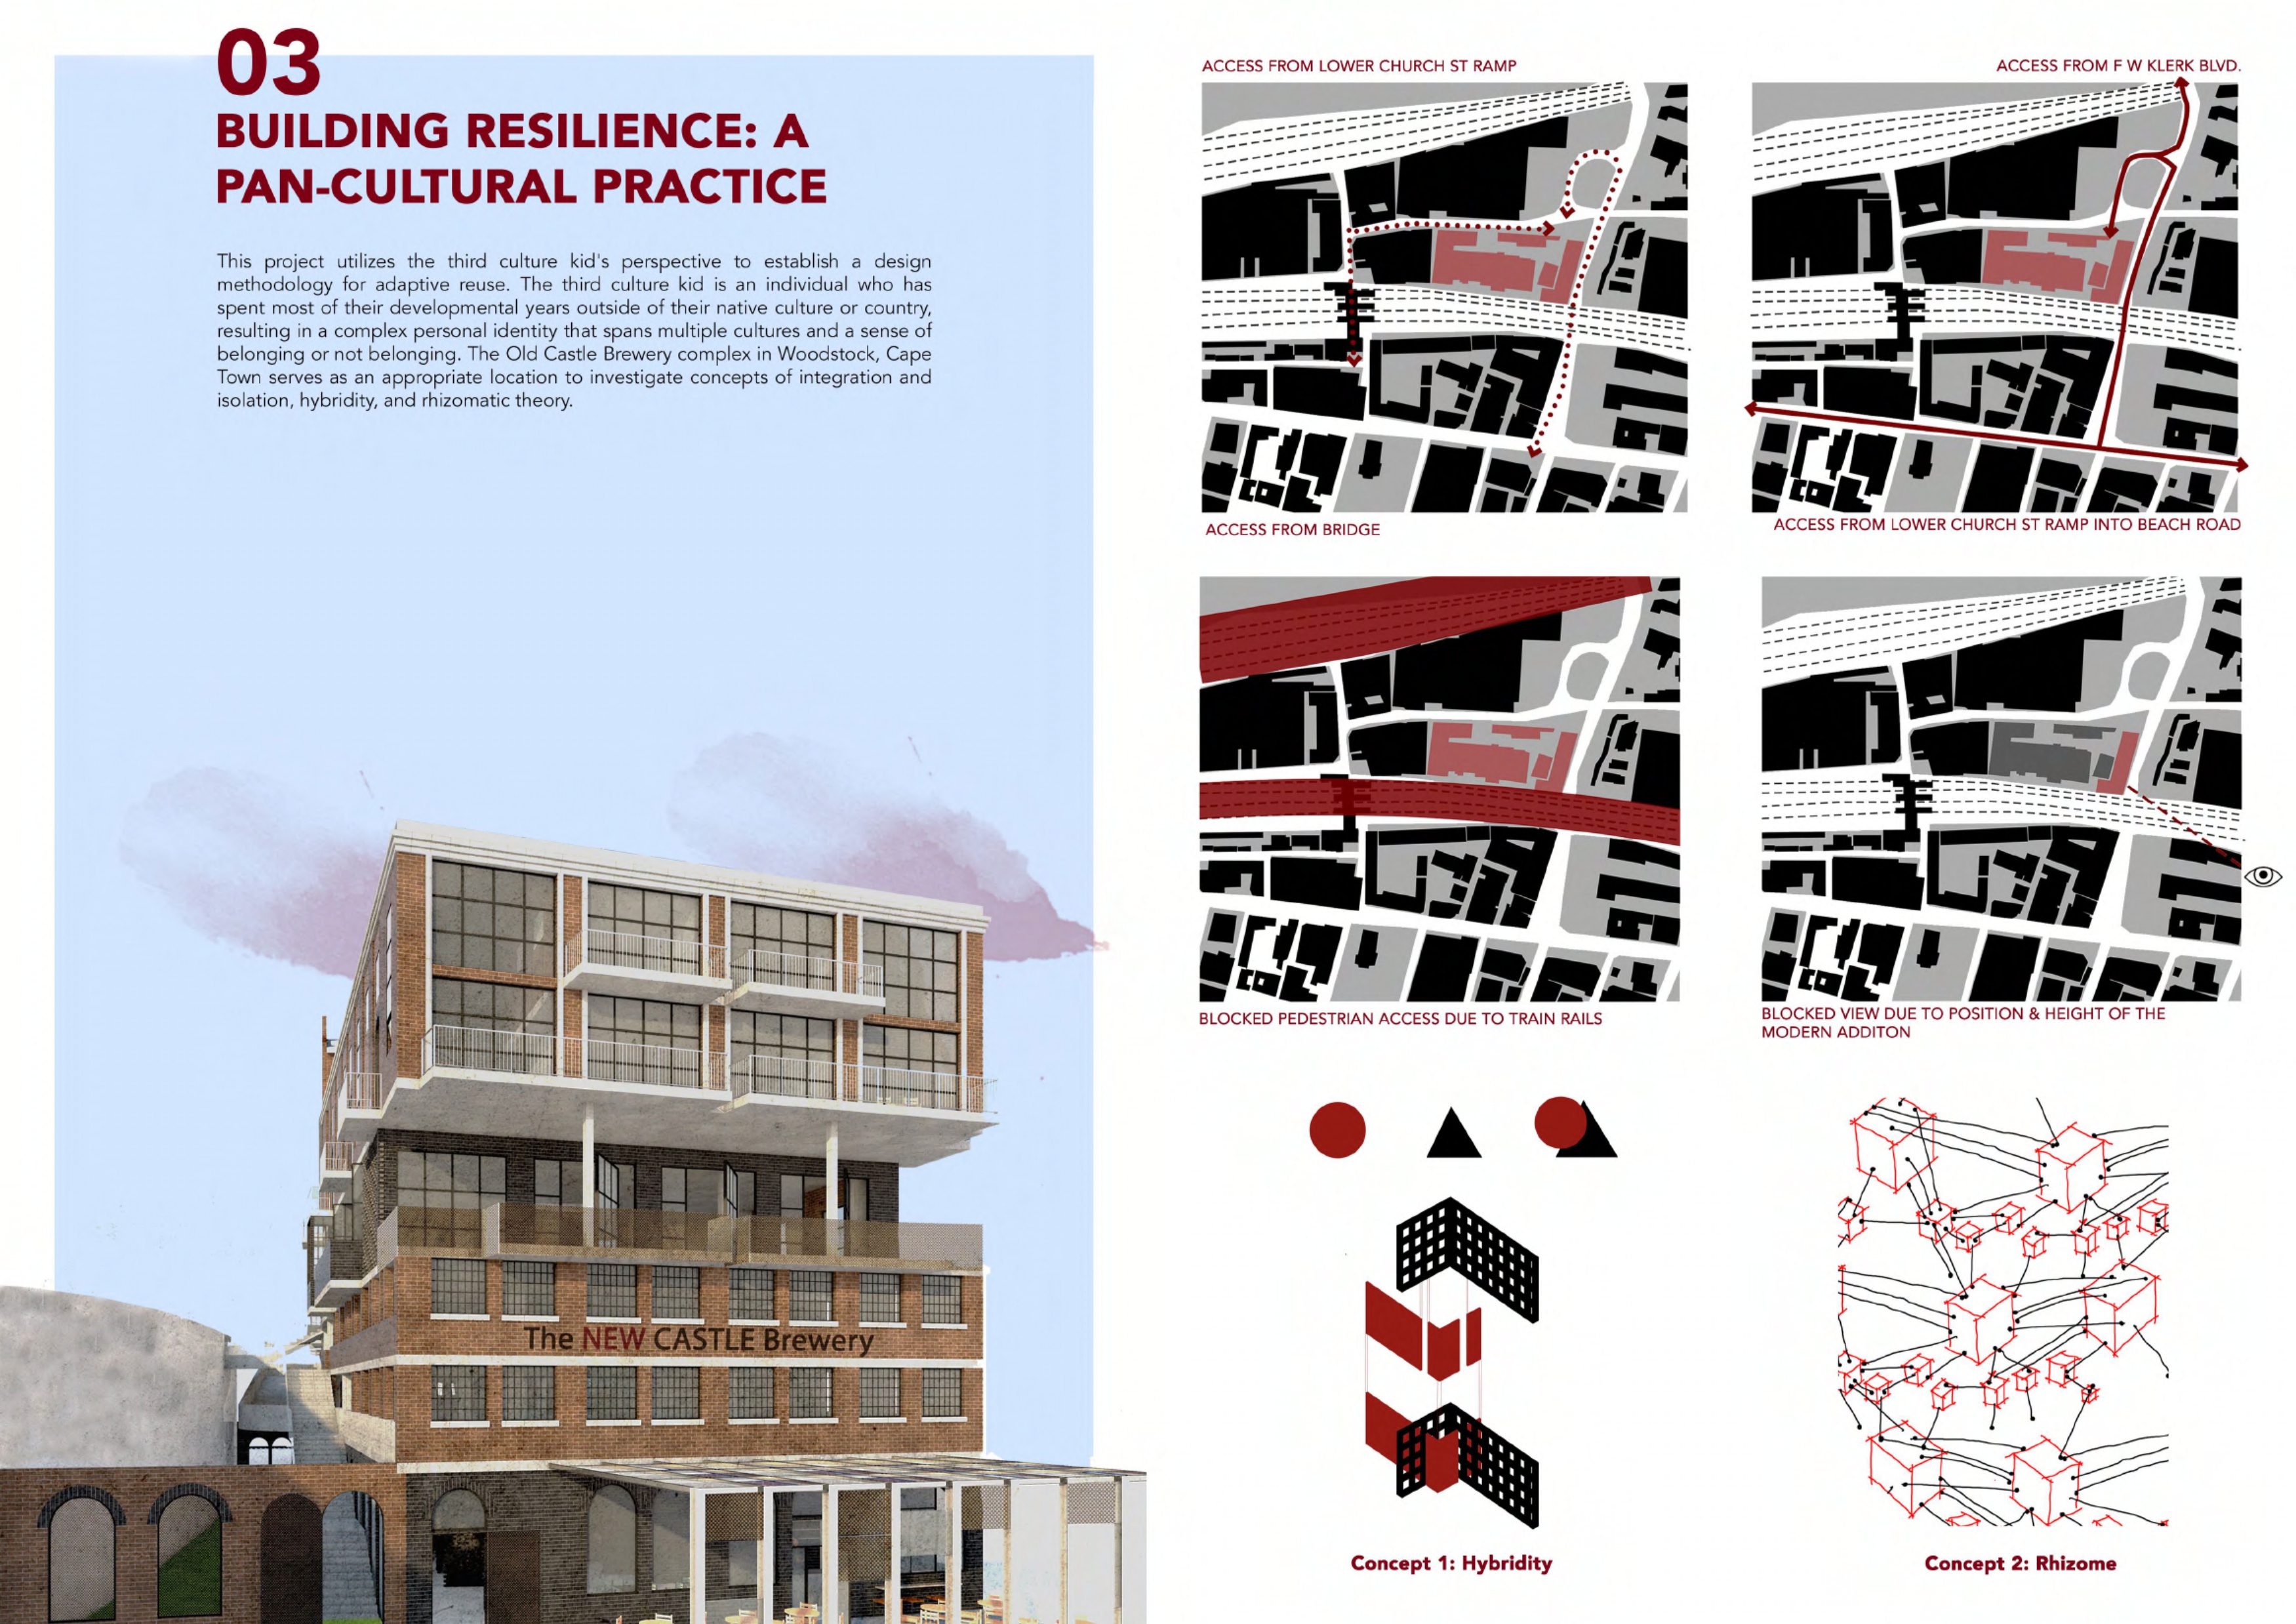 03
BUILDING RESILIENCE: A
PAN-CULTURAL PRACTICE
This project utilizes the third culture kid's perspective to establish a design
methodology for adaptive reuse. The third culture kid is an individual who has
spent most of their developmental years outside of their native culture or country,
resulting in a complex personal identity that spans multiple cultures and a sense of
belonging or not belonging. The Old Castle Brewery complex in Woodstock, Cape
Town serves as an appropriate location to investigate concepts of integration and
isolation, hybridity, and rhizomatic theory.
The NEW CASTLE Brewery
ACCESS FROM LOWER CHURCH ST RAMP
ACCESS FROM F W KLERK BLVD.
ACCESS FROM BRIDGE
ACCESS FROM LOWER CHURCH ST RAMP INTO BEACH ROAD
BLOCKED PEDESTRIAN ACCESS DUE TO TRAIN RAILS
BLOCKED VIEW DUE TO POSITION & HEIGHT OF THE
MODERN ADDITON
Concept 1: Hybridity
Concept 2: Rhizome